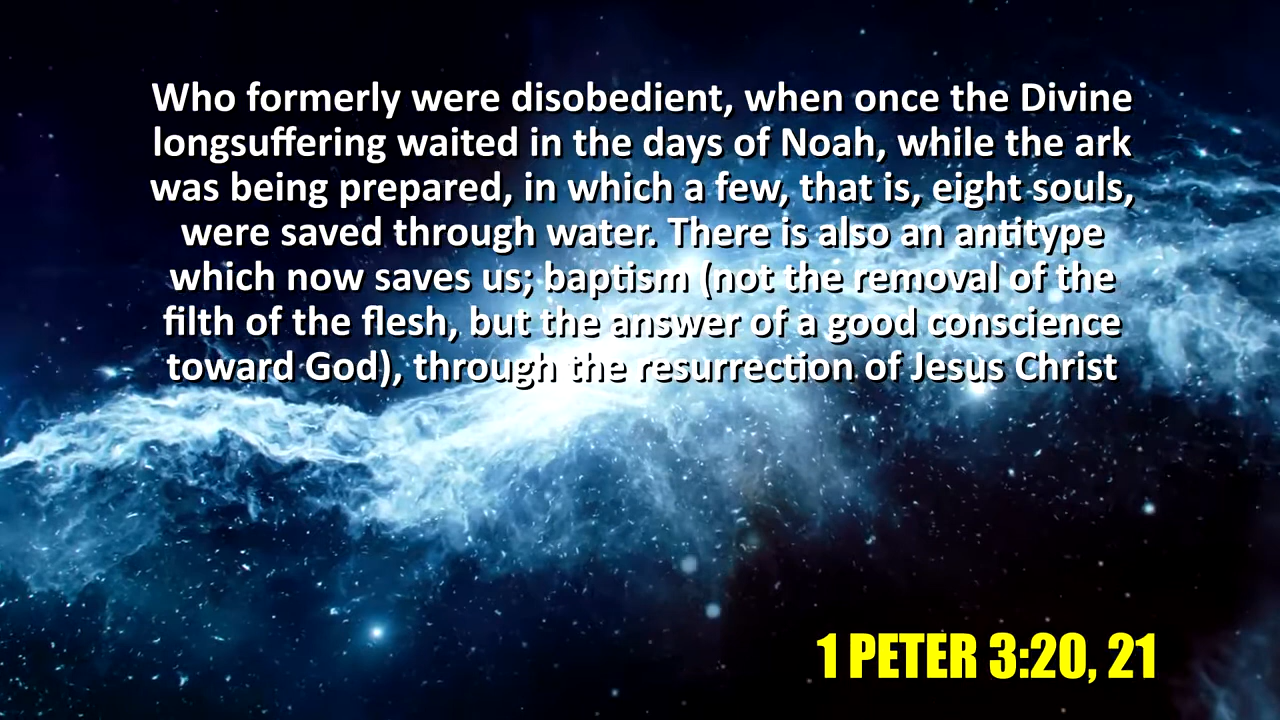 Who formerly were disobedient, when once the Divine
longsuffering waited in the days of Noah, while the ark
was being prepared, in which a few, that is, eight souls,
were saved through water. There is also an antitype
which now saves us; baptism (not the removal of the
filth of the flesh, but the answer of a good conscience
toward God), through the resurrection of Jesus Christ
1 PETER 3:20, 21